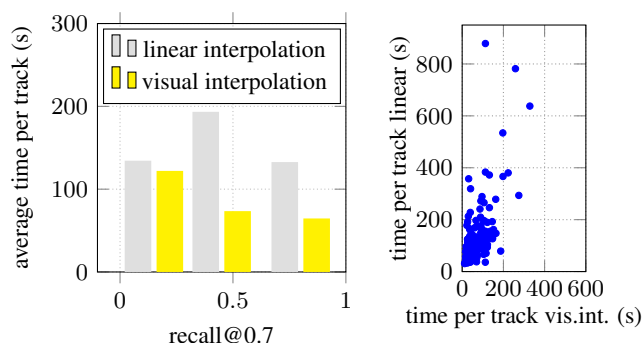 300
200
100
0
average time per track (s)
linear interpolation
visual interpolation
0
0.5
1
recall@0.7
800
600
400
200
0
time per track linear (s)
0
200
400
600
time per track vis.int. (s)